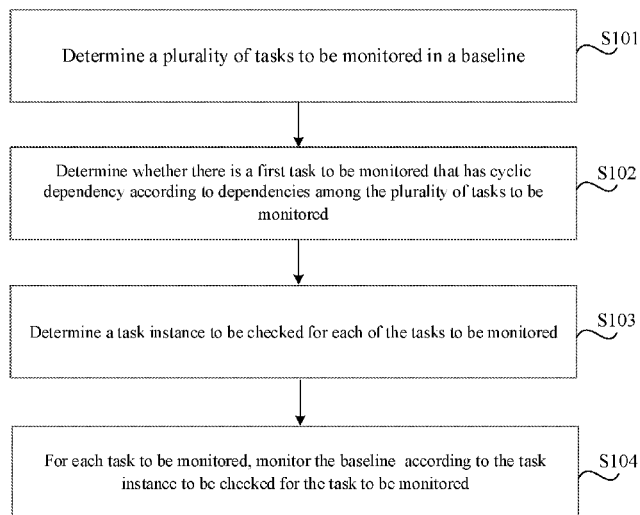 Determine a plurality of tasks to be monitored in a baseline
S101
Determine whether there is a first task to be monitored that has cyclic
dependency according to dependencies among the plurality of tasks to be
monitored
S102
Determine a task instance to be checked for each of the tasks to be monitored
S103
For each task to be monitored, monitor the baseline according to the task
instance to be checked for the task to be monitored
S104